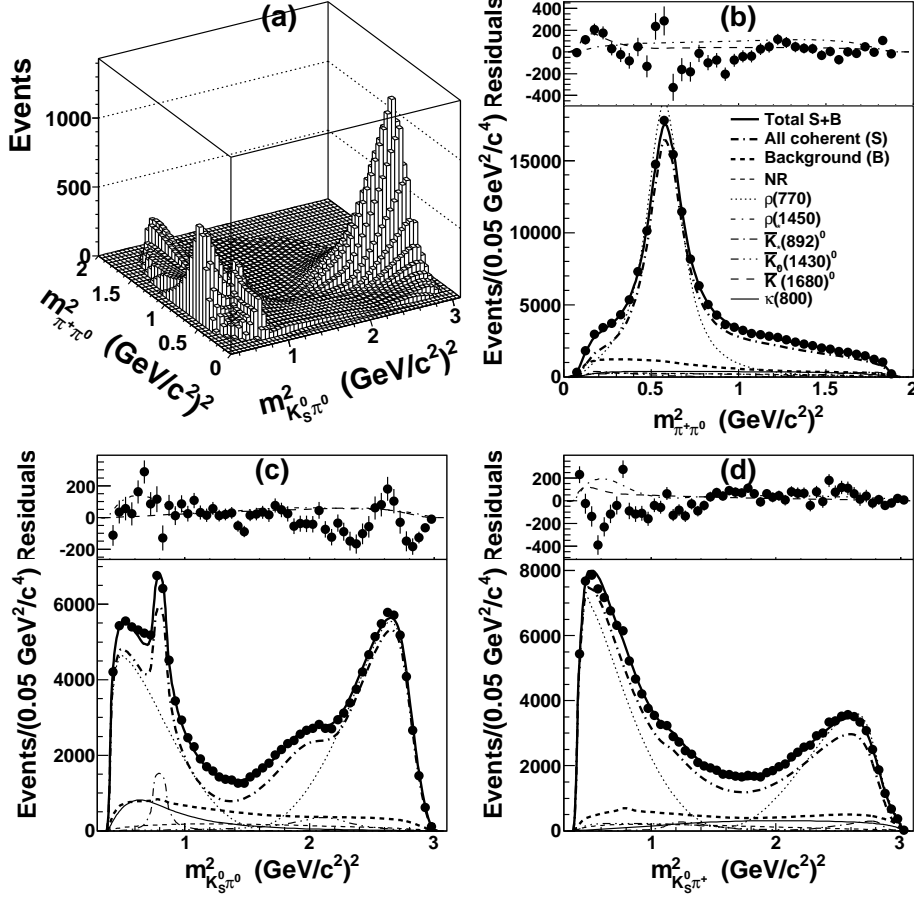 (a)
Events
1000
500
0
2
1.5
1
0.5
0
m²π⁺π⁰ (GeV/c²)²
1
2
3
m²K⁰Sπ⁰ (GeV/c²)²
(b)
Residuals
400
200
0
-200
-400
Events/(0.05 GeV²/c⁴)
15000
10000
5000
0
Total S+B
All coherent (S)
Background (B)
NR
ρ(770)
ρ(1450)
K̅*(892)⁰
K̅₀(1430)⁰
K̅(1680)⁰
κ(800)
0
0.5
1
1.5
2
m²π⁺π⁰ (GeV/c²)²
(c)
Residuals
200
0
-200
Events/(0.05 GeV²/c⁴)
6000
4000
2000
0
1
2
3
m²K⁰Sπ⁰ (GeV/c²)²
(d)
Residuals
200
0
-200
-400
Events/(0.05 GeV²/c⁴)
8000
6000
4000
2000
0
1
2
3
m²K⁰Sπ⁺ (GeV/c²)²